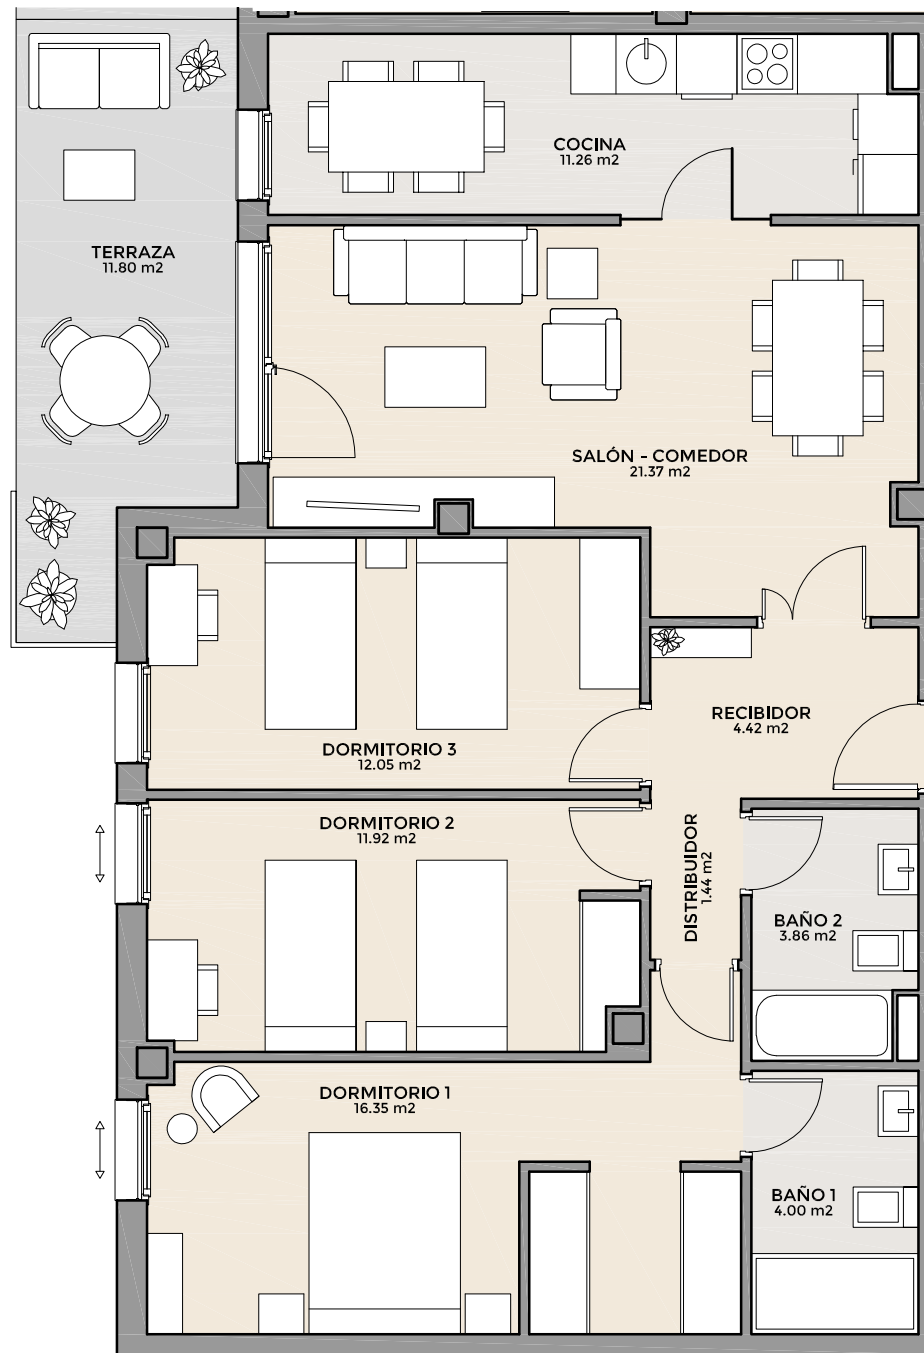 COCINA
11.26 m2
TERRAZA
11.80 m2
SALÓN - COMEDOR
21.37 m2
RECIBIDOR
4.42 m2
DORMITORIO 3
12.05 m2
DORMITORIO 2
11.92 m2
DISTRIBUIDOR
1.44 m2
BAÑO 2
3.86 m2
DORMITORIO 1
16.35 m2
BAÑO 1
4.00 m2